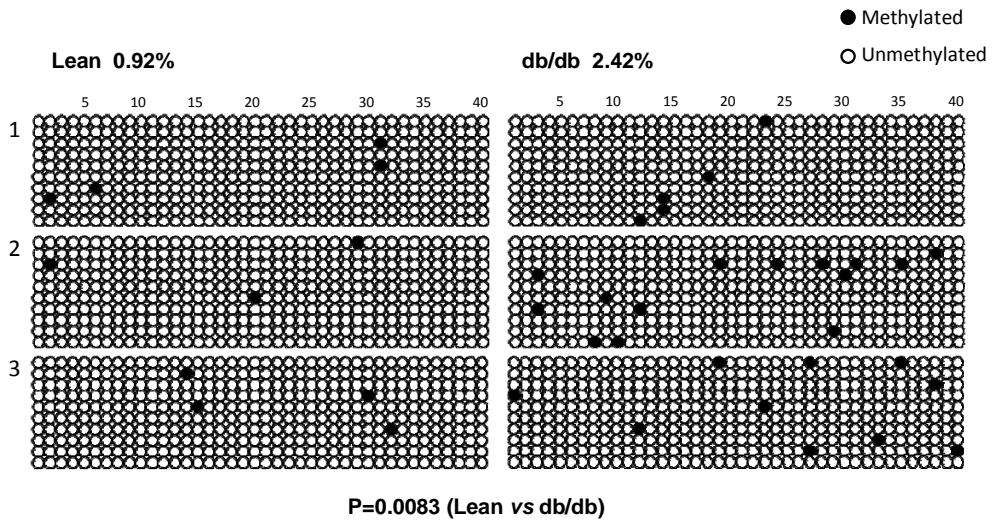 Methylated
Unmethylated
Lean 0.92%
db/db 2.42%
5 10 15 20 25 30 35 40
5 10 15 20 25 30 35 40
1
2
3
P=0.0083 (Lean vs db/db)